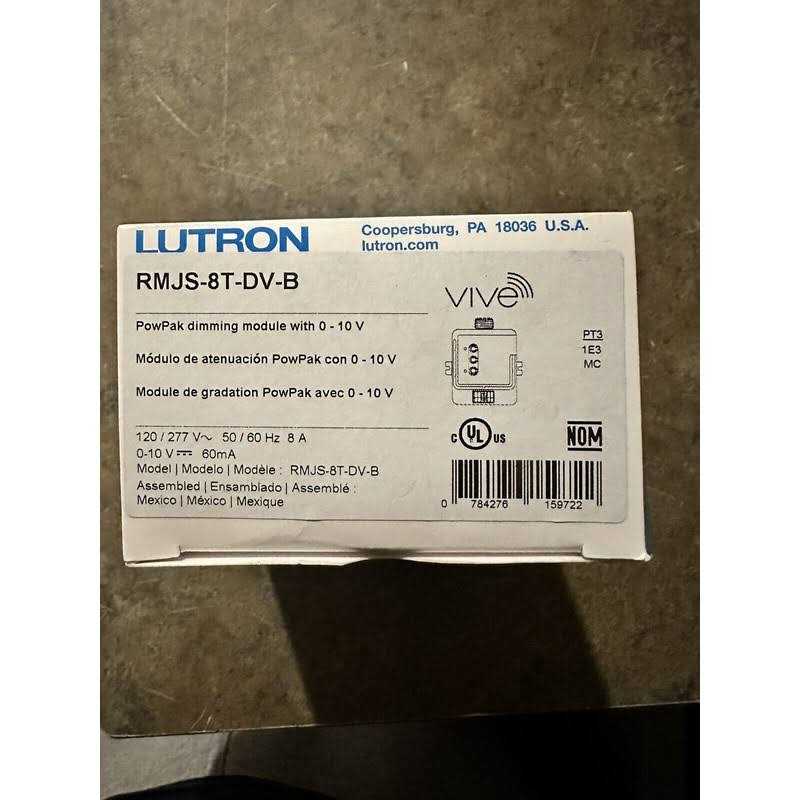 LUTRON
Coopersburg, PA 18036 U.S.A.
lutron.com
RMJS-8T-DV-B
vive
PowPak dimming module with 0 - 10 V
Módulo de atenuación PowPak con 0 - 10 V
Module de gradation PowPak avec 0 - 10 V
PT3
1E3
MC
120 / 277 V~ 50 / 60 Hz 8 A
0-10 V⎓ 60mA
Model | Modelo | Modèle : RMJS-8T-DV-B
Assembled | Ensamblado | Assemblé :
Mexico | México | Mexique
C UL US
NOM
0 784276 159722